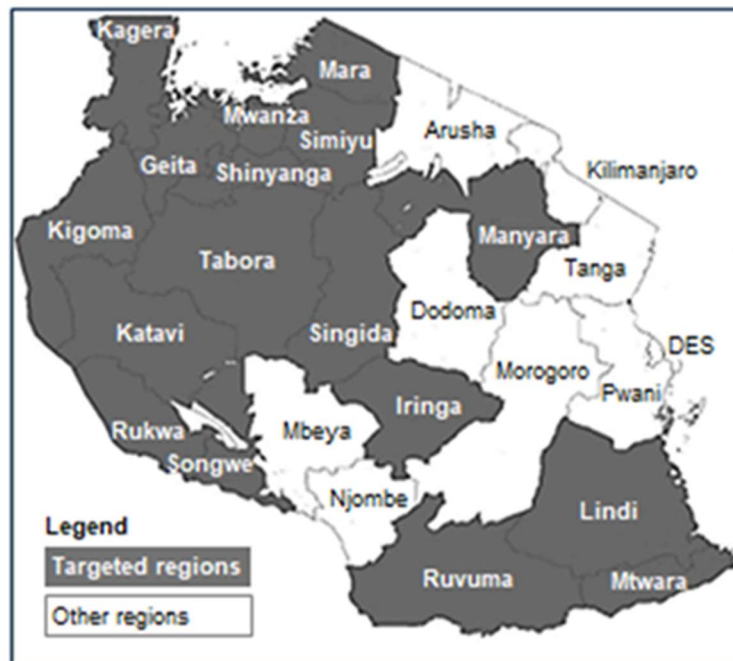 Kagera
Mara
Mwanza
Arusha
Simiyu
Geita
Shinyanga
Kilimanjaro
Kigoma
Manyara
Tabora
Tanga
Dodoma
Katavi
Singida
DES
Morogoro
Pwani
Iringa
Rukwa
Mbeya
Songwe
Njombe
Lindi
Legend
Targeted regions
Ruvuma
Mtwara
Other regions